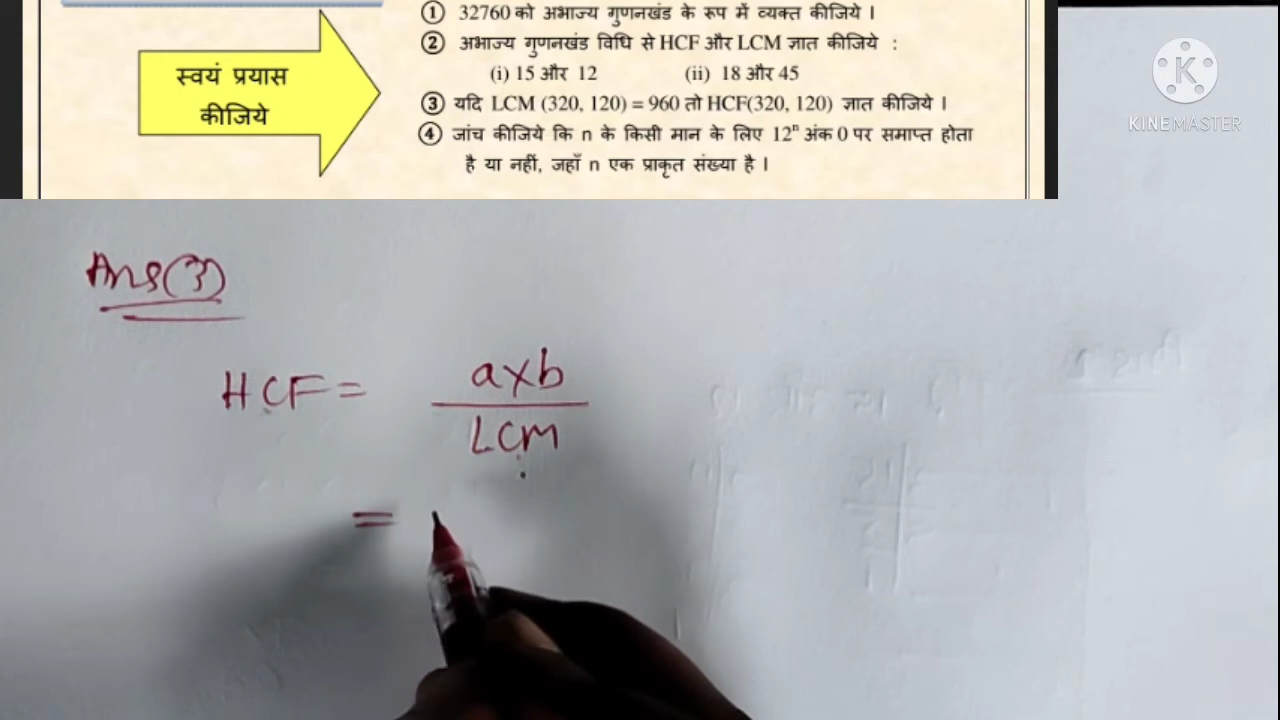 ① 32760 को अभाज्य गुणनखंड के रूप में व्यक्त कीजिये ।
② अभाज्य गुणनखंड विधि से HCF और LCM ज्ञात कीजिये :
(i) 15 और 12 (ii) 18 और 45
③ यदि LCM (320, 120) = 960 तो HCF(320, 120) ज्ञात कीजिये ।
④ जांच कीजिये कि n के किसी मान के लिए 12ⁿ अंक 0 पर समाप्त होता
है या नहीं, जहाँ n एक प्राकृत संख्या है ।
स्वयं प्रयास
कीजिये
KINEMASTER
Ans(3)
HCF = a×b
LCM
=